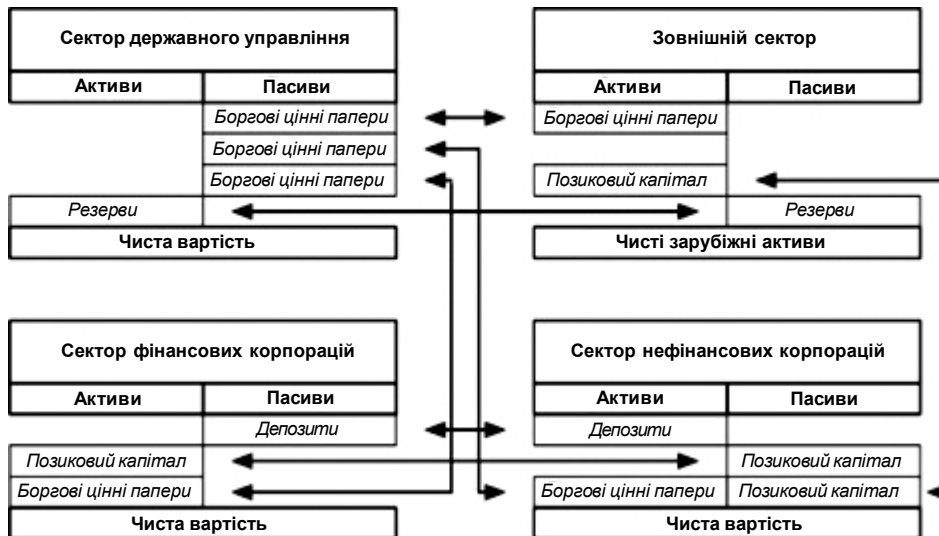 Сектор державного управління
Активи Пасиви
Боргові цінні папери
Боргові цінні папери
Боргові цінні папери
Резерви
Чиста вартість
Зовнішній сектор
Активи Пасиви
Боргові цінні папери
Позиковий капітал
Резерви
Чисті зарубіжні активи
Сектор фінансових корпорацій
Активи Пасиви
Депозити
Позиковий капітал
Боргові цінні папери
Чиста вартість
Сектор нефінансових корпорацій
Активи Пасиви
Депозити
Позиковий капітал
Боргові цінні папери Позиковий капітал
Чиста вартість